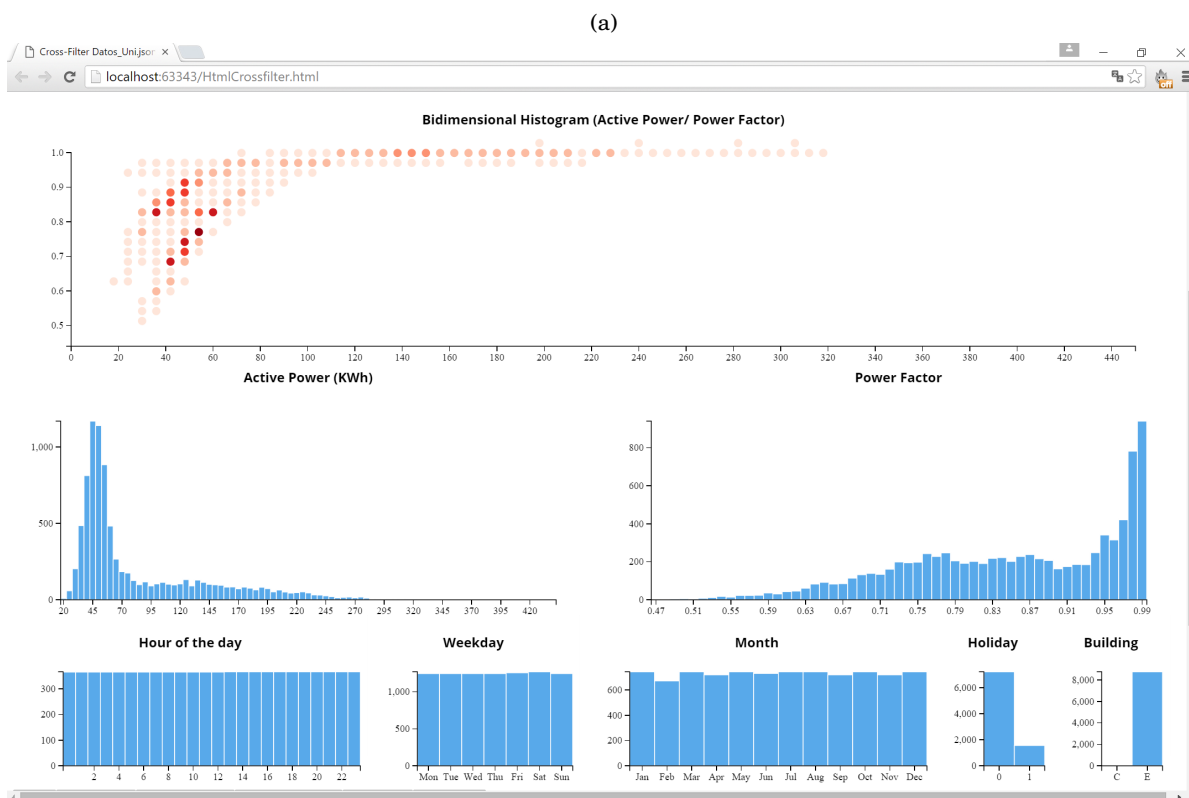 (a)
Cross-Filter Datos_Uni.jsor
localhost:63343/HtmlCrossfilter.html
off
Bidimensional Histogram (Active Power/ Power Factor)
1.0
0.9
0.8
0.7
0.6
0.5
0 20 40 60 80 100 120 140 160 180 200 220 240 260 280 300 320 340 360 380 400 420 440
Active Power (KWh) Power Factor
1,000
500
0
20 45 70 95 120 145 170 195 220 245 270 295 320 345 370 395 420
800
600
400
200
0
0.47 0.51 0.55 0.59 0.63 0.67 0.71 0.75 0.79 0.83 0.87 0.91 0.95 0.99
Hour of the day Weekday Month Holiday Building
300
200
100
0
2 4 6 8 10 12 14 16 18 20 22
1,000
500
0
Mon Tue Wed Thu Fri Sat Sun
600
400
200
0
Jan Feb Mar Apr May Jun Jul Aug Sep Oct Nov Dec
6,000
4,000
2,000
0
0 1
8,000
6,000
4,000
2,000
0
C E